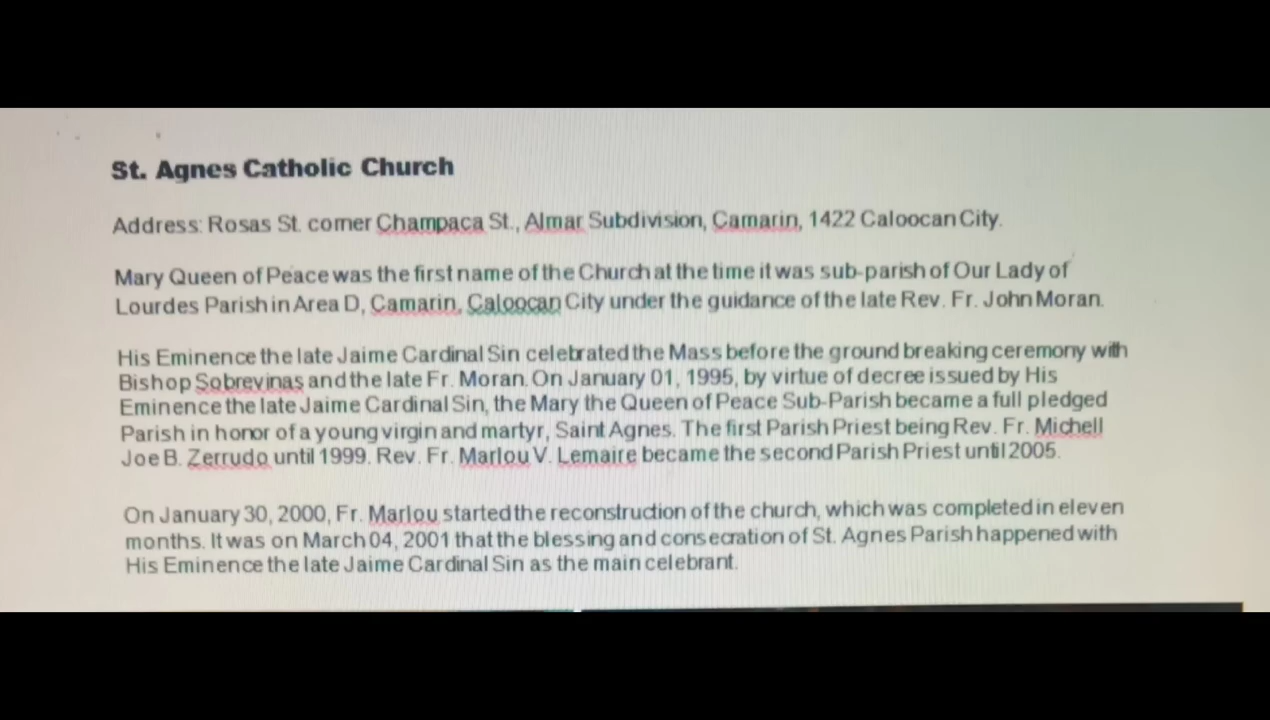 St. Agnes Catholic Church
Address: Rosas St. corner Champaca St., Almar Subdivision, Camarin, 1422 Caloocan City.
Mary Queen of Peace was the first name of the Church at the time it was sub-parish of Our Lady of
Lourdes Parish in Area D, Camarin, Caloocan City under the guidance of the late Rev. Fr. John Moran.
His Eminence the late Jaime Cardinal Sin celebrated the Mass before the ground breaking ceremony with
Bishop Sobrevinas and the late Fr. Moran. On January 01, 1995, by virtue of decree issued by His
Eminence the late Jaime Cardinal Sin, the Mary the Queen of Peace Sub-Parish became a full pledged
Parish in honor of a young virgin and martyr, Saint Agnes. The first Parish Priest being Rev. Fr. Michell
Joe B. Zerrudo until 1999. Rev. Fr. Marlou V. Lemaire became the second Parish Priest until 2005.
On January 30, 2000, Fr. Marlou started the reconstruction of the church, which was completed in eleven
months. It was on March 04, 2001 that the blessing and consecration of St. Agnes Parish happened with
His Eminence the late Jaime Cardinal Sin as the main celebrant.